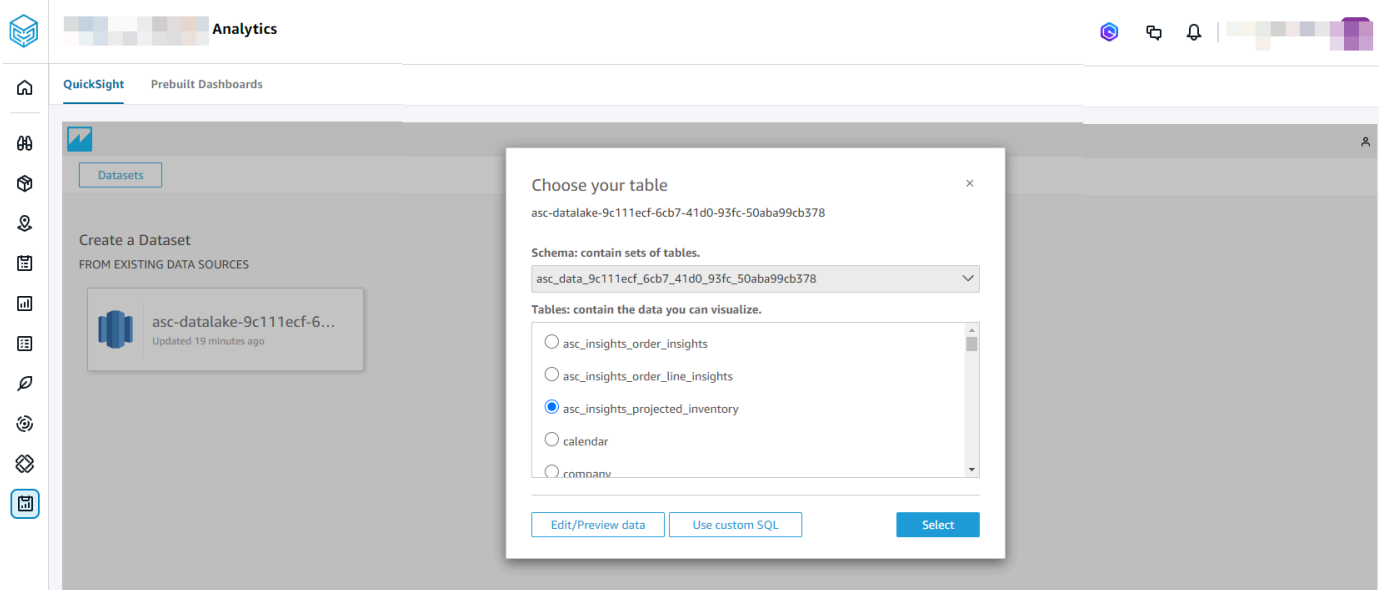 Analytics
QuickSight Prebuilt Dashboards
Datasets
Create a Dataset
FROM EXISTING DATA SOURCES
asc-datalake-9c111ecf-6...
Updated 19 minutes ago
Choose your table
asc-datalake-9c111ecf-6cb7-41d0-93fc-50aba99cb378
Schema: contain sets of tables.
asc_data_9c111ecf_6cb7_41d0_93fc_50aba99cb378
Tables: contain the data you can visualize.
asc_insights_order_insights
asc_insights_order_line_insights
asc_insights_projected_inventory
calendar
company
Edit/Preview data Use custom SQL Select